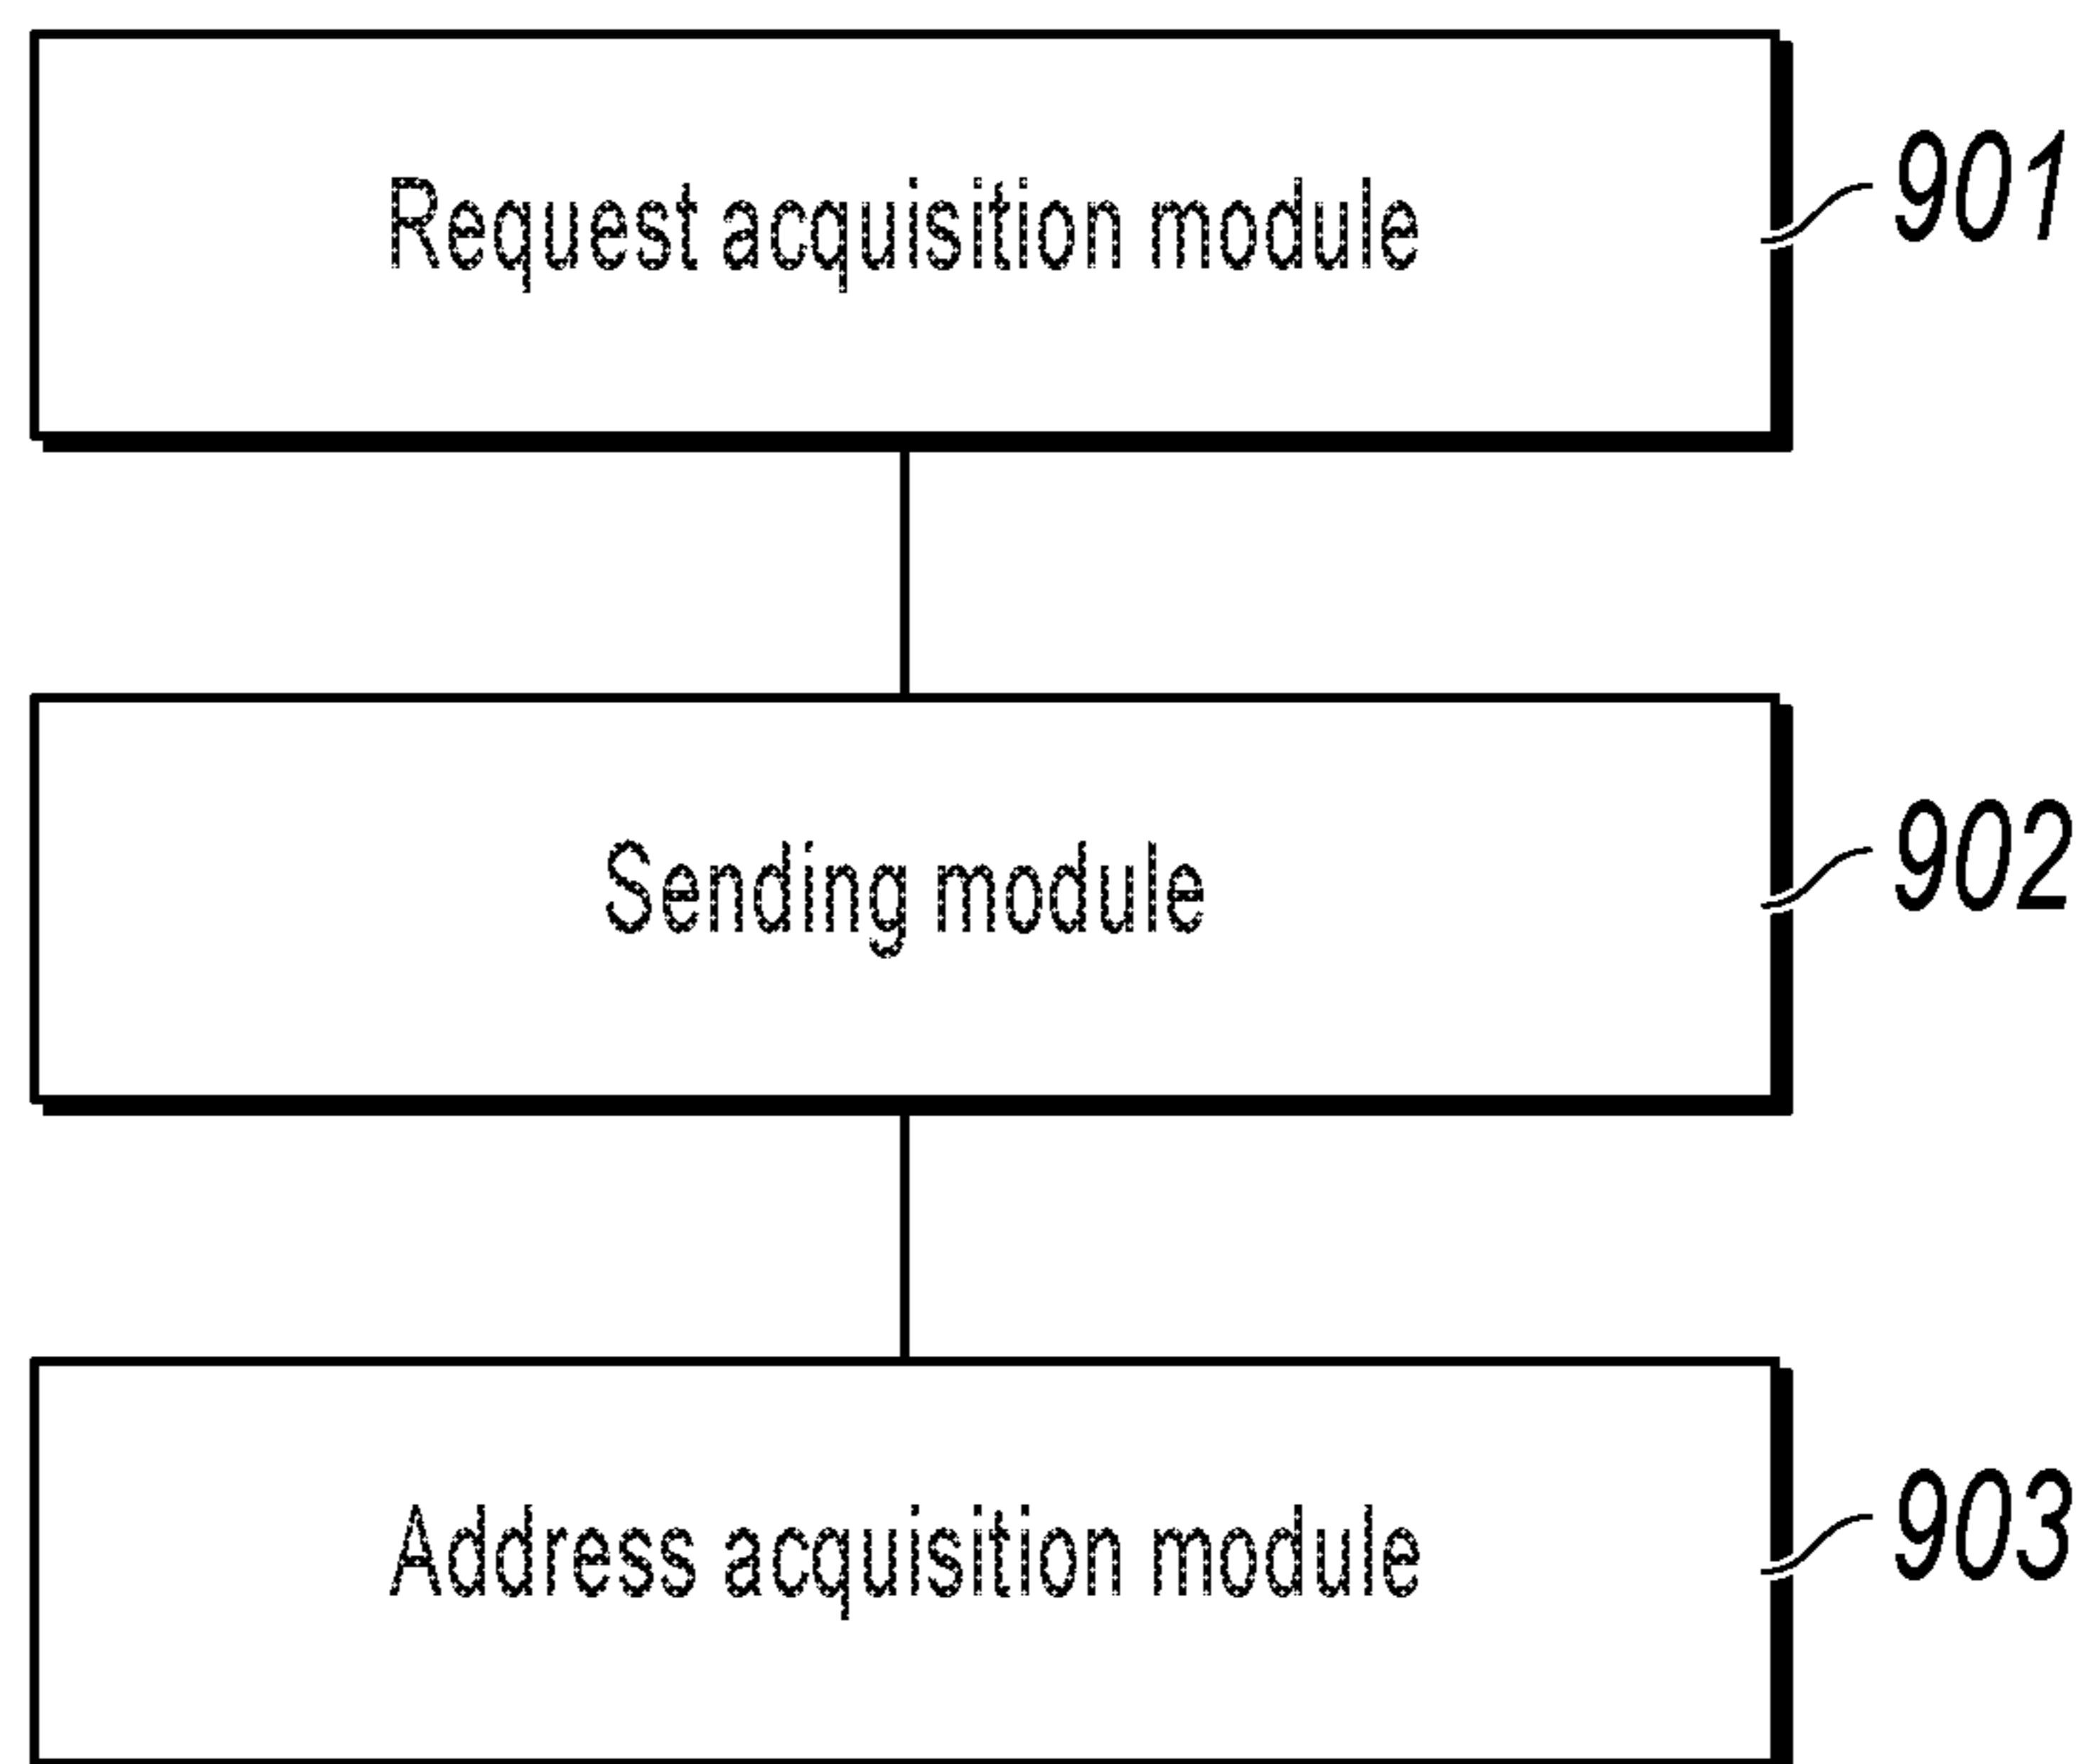 Request acquisition module
901
Sending module
902
Address acquisition module
903